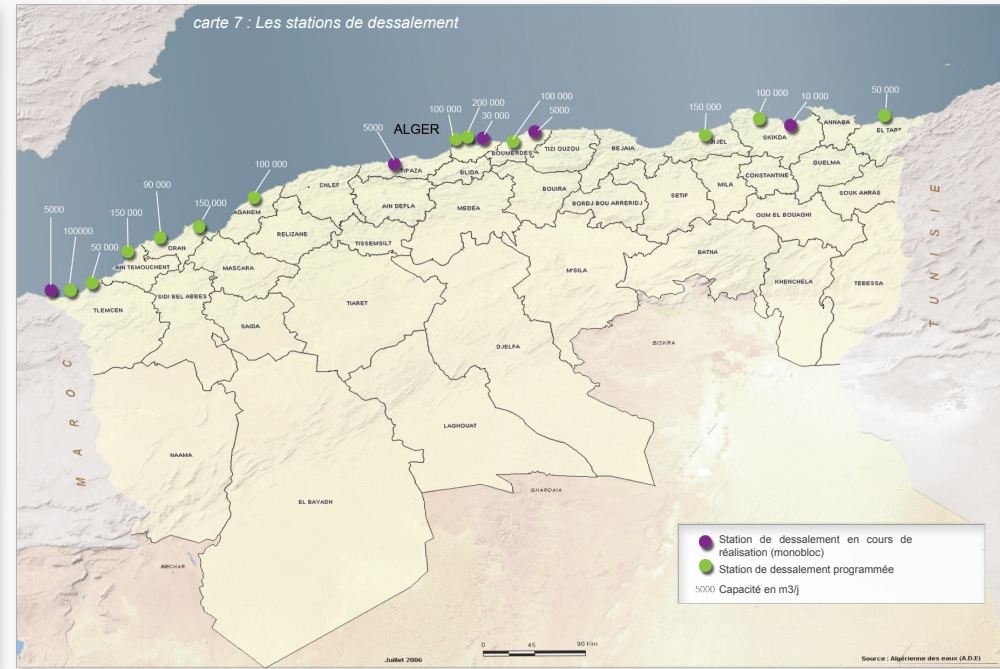 carte 7 : Les stations de dessalement
50 000
100 000
10 000
100 000
200 000
100 000
150 000
30 000
5000
5000
ALGER
ANNABA
EL TARF
SKIKDA
JIJEL
TIZI OUZOU
BEJAIA
BOUMERDES
100 000
TIPAZA
BLIDA
GUELMA
CONSTANTINE
MILA
SETIF
BOUIRA
CHLEF
90 000
SOUK AHRAS
150 000
150,000
5000
AIN DEFLA
MEDEA
BORDJ BOU ARRERIDJ
OUM EL BOUAGHI
AGANEM
100000
RELIZANE
TISSEMSILT
50 000
ORAN
BATNA
AIN TEMOUCHENT
MASCARA
M'SILA
KHENCHELA
TEBESSA
SIDI BEL ABBES
TIARET
TLEMCEN
SAIDA
TUNISIE
BISKRA
DJELFA
MAROC
LAGHOUAT
NAAMA
GHARDAIA
EL BAYADH
BECHAR
Station de dessalement en cours de
réalisation (monobloc)
Station de dessalement programmée
5000 Capacité en m3/j
0 45 90 Km
Juillet 2006
Source : Algérienne des eaux (A.D.E)